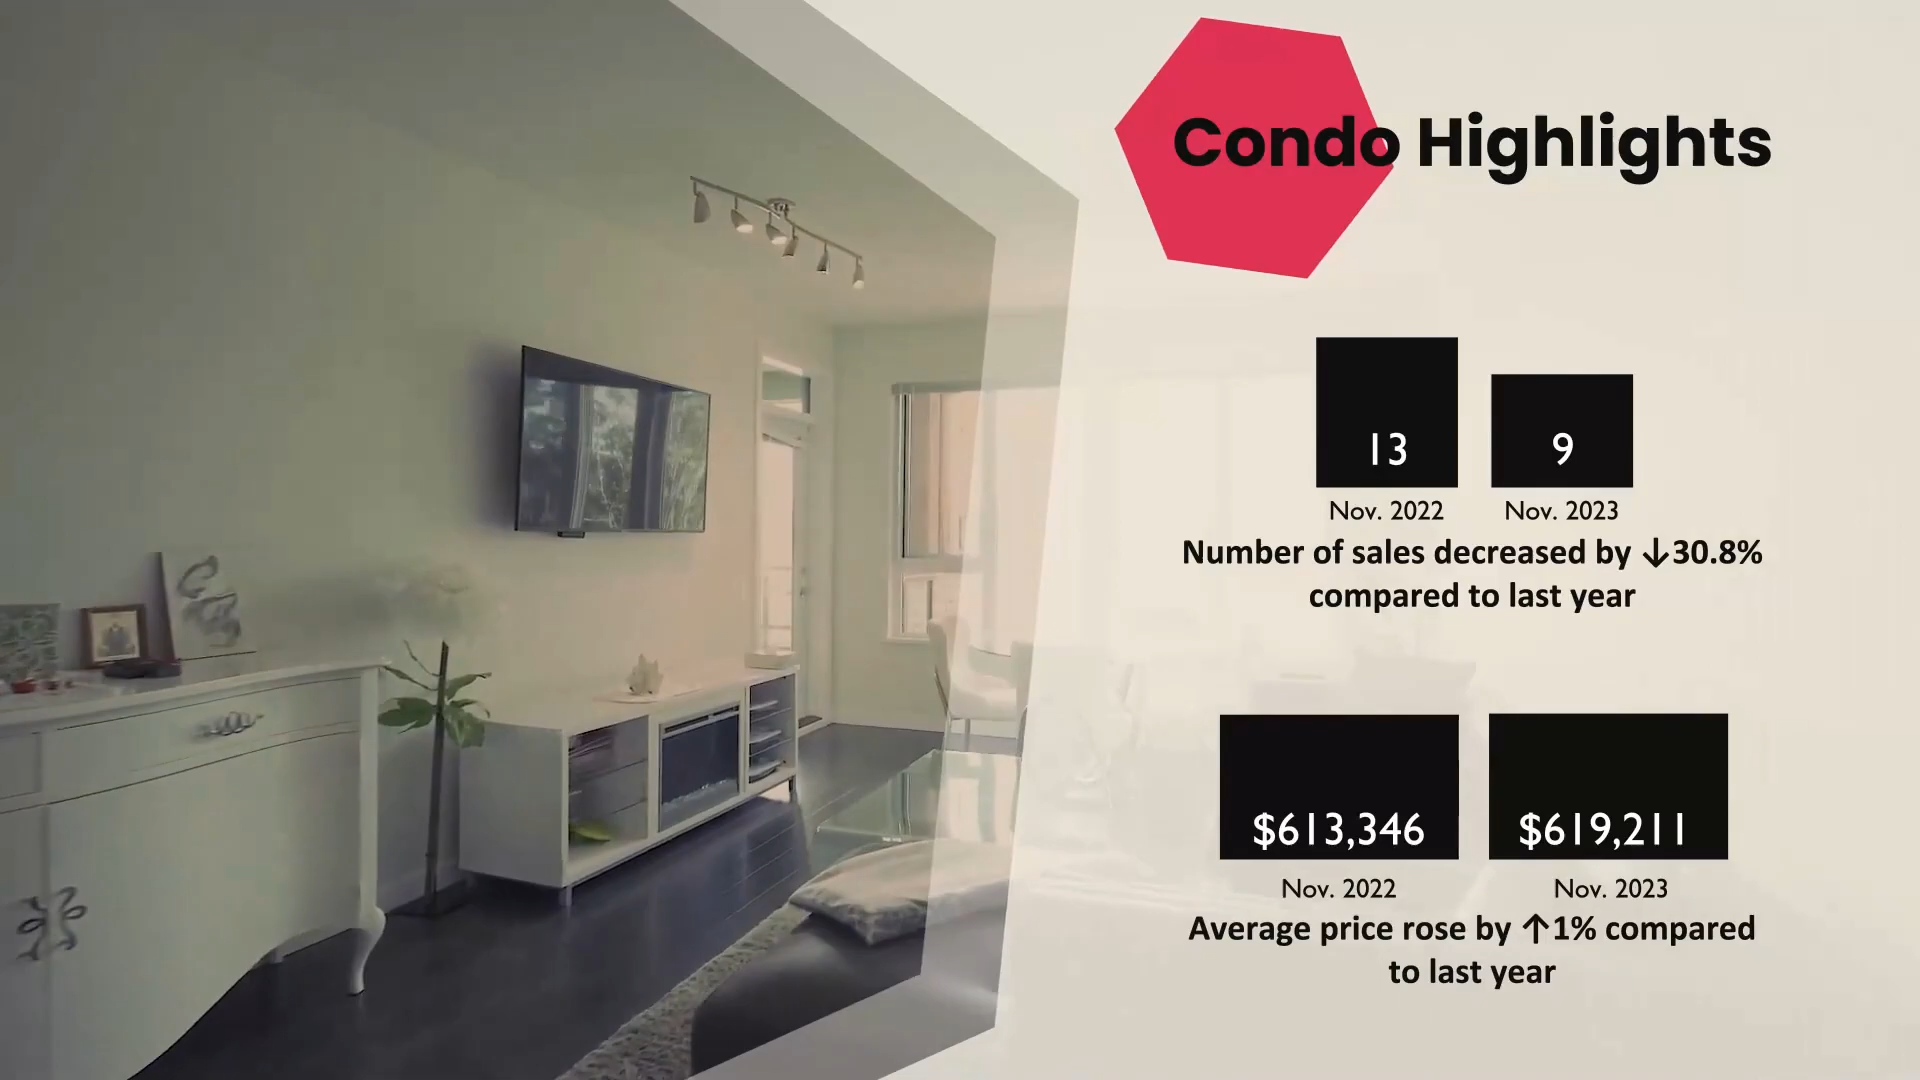 Condo Highlights
13 9
Nov. 2022 Nov. 2023
Number of sales decreased by ↓30.8%
compared to last year
$613,346 $619,211
Nov. 2022 Nov. 2023
Average price rose by ↑1% compared
to last year